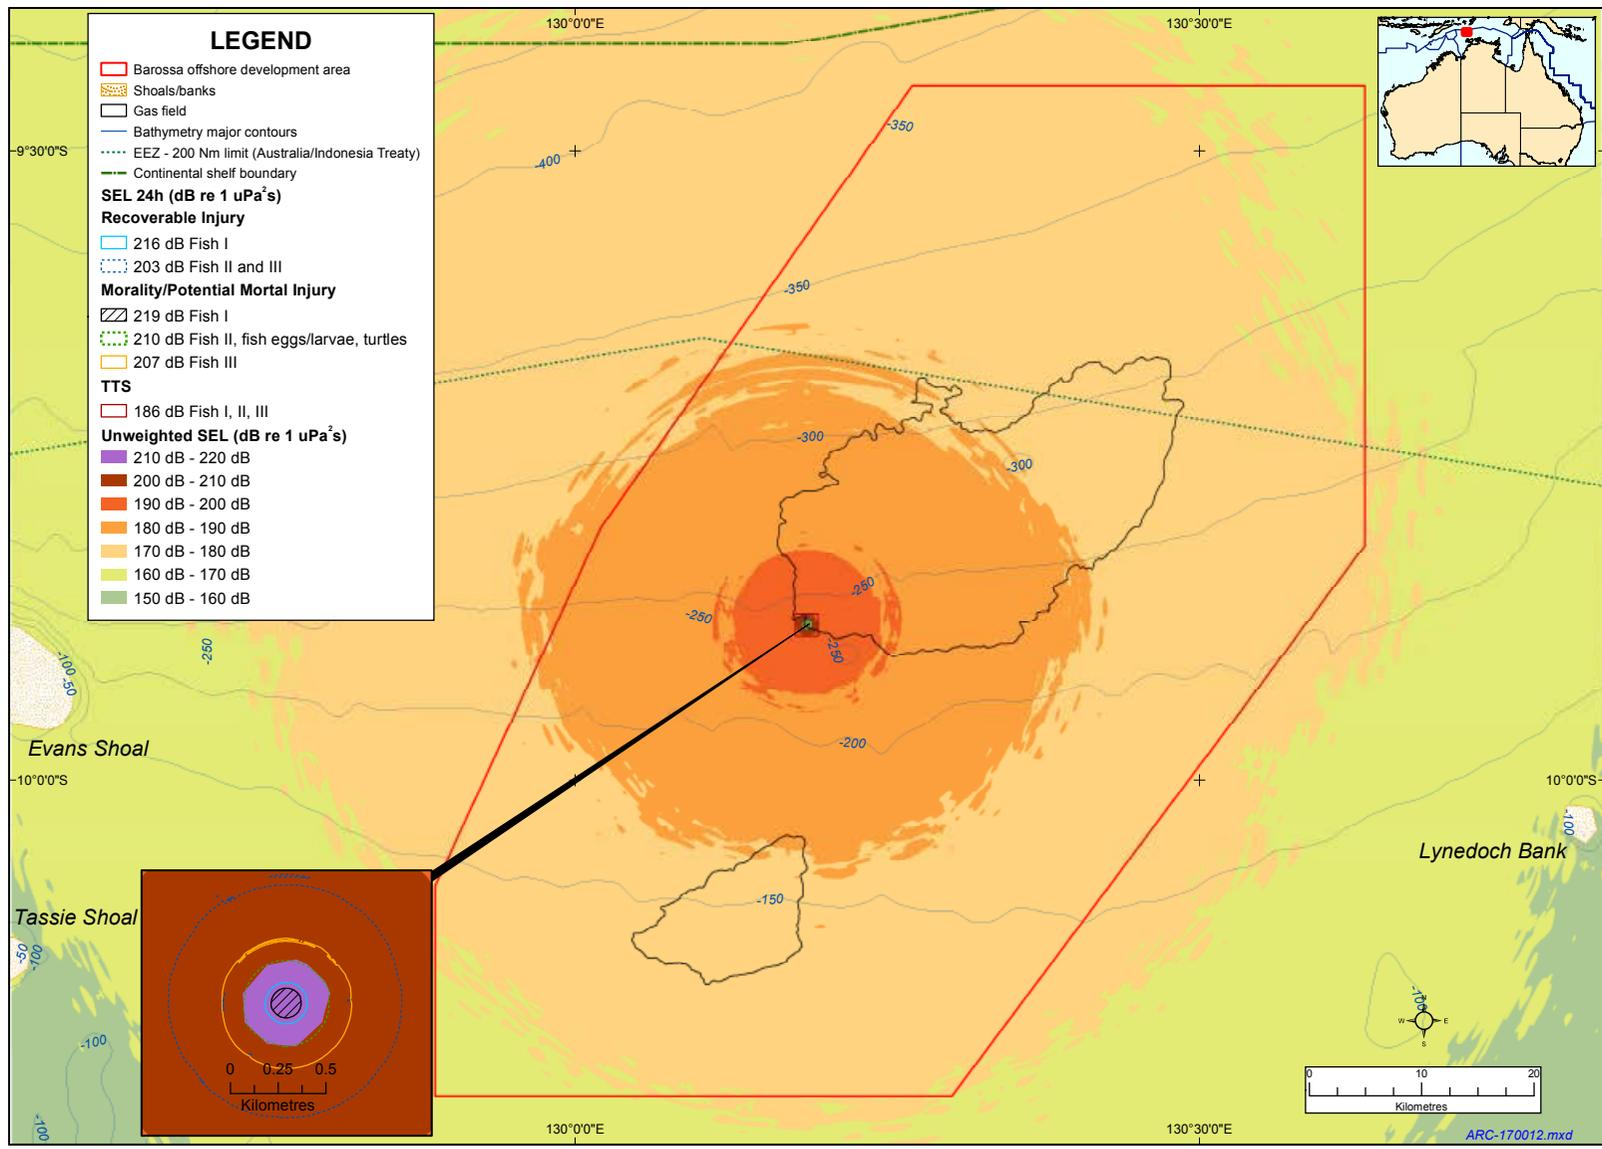 130°0'0"E
130°30'0"E
LEGEND
Barossa offshore development area
Shoals/banks
Gas field
Bathymetry major contours
EEZ - 200 Nm limit (Australia/Indonesia Treaty)
Continental shelf boundary
SEL 24h (dB re 1 uPa²s)
Recoverable Injury
216 dB Fish I
203 dB Fish II and III
Morality/Potential Mortal Injury
219 dB Fish I
210 dB Fish II, fish eggs/larvae, turtles
207 dB Fish III
TTS
186 dB Fish I, II, III
Unweighted SEL (dB re 1 uPa²s)
210 dB - 220 dB
200 dB - 210 dB
190 dB - 200 dB
180 dB - 190 dB
170 dB - 180 dB
160 dB - 170 dB
150 dB - 160 dB
9°30'0"S
-350
-400
-350
-300
-300
-250
-250
-250
-250
-100
-50
Evans Shoal
-200
10°0'0"S
10°0'0"S
-100
Lynedoch Bank
-150
Tassie Shoal
-50
-100
-100
-100
-100
N
W
E
S
0 0.25 0.5
Kilometres
0 10 20
Kilometres
130°0'0"E
130°30'0"E
ARC-170012.mxd